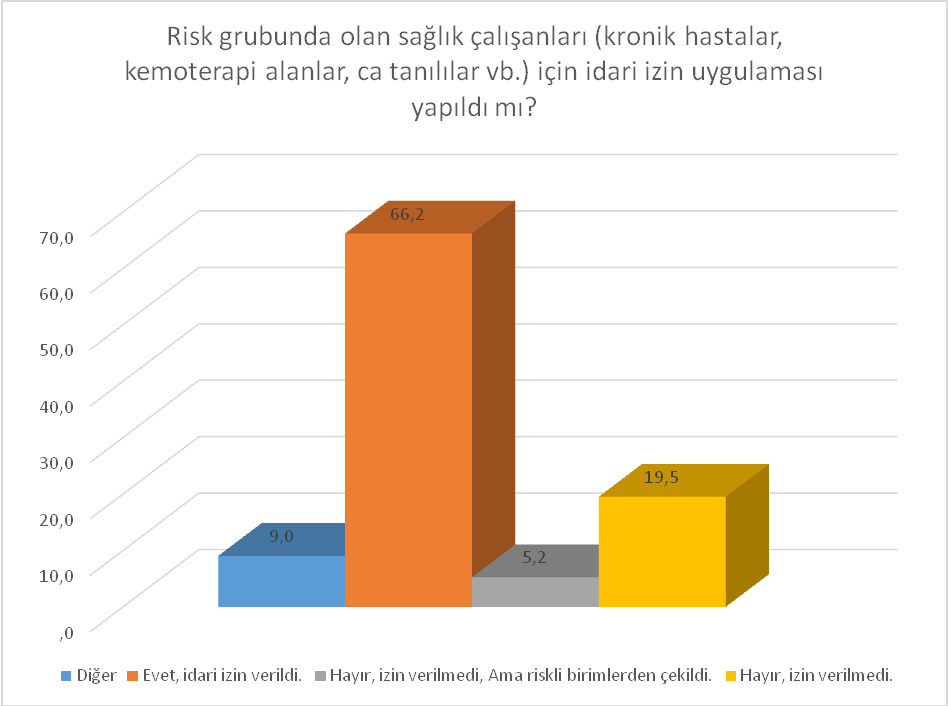 Risk grubunda olan sağlık çalışanları (kronik hastalar,
kemoterapi alanlar, ca tanılılar vb.) için idari izin uygulaması
yapıldı mı?
66,2
70,0
60,0
50,0
40,0
30,0
20,0
10,0
,0
9,0
5,2
19,5
Diğer
Evet, idari izin verildi.
Hayır, izin verilmedi, Ama riskli birimlerden çekildi.
Hayır, izin verilmedi.